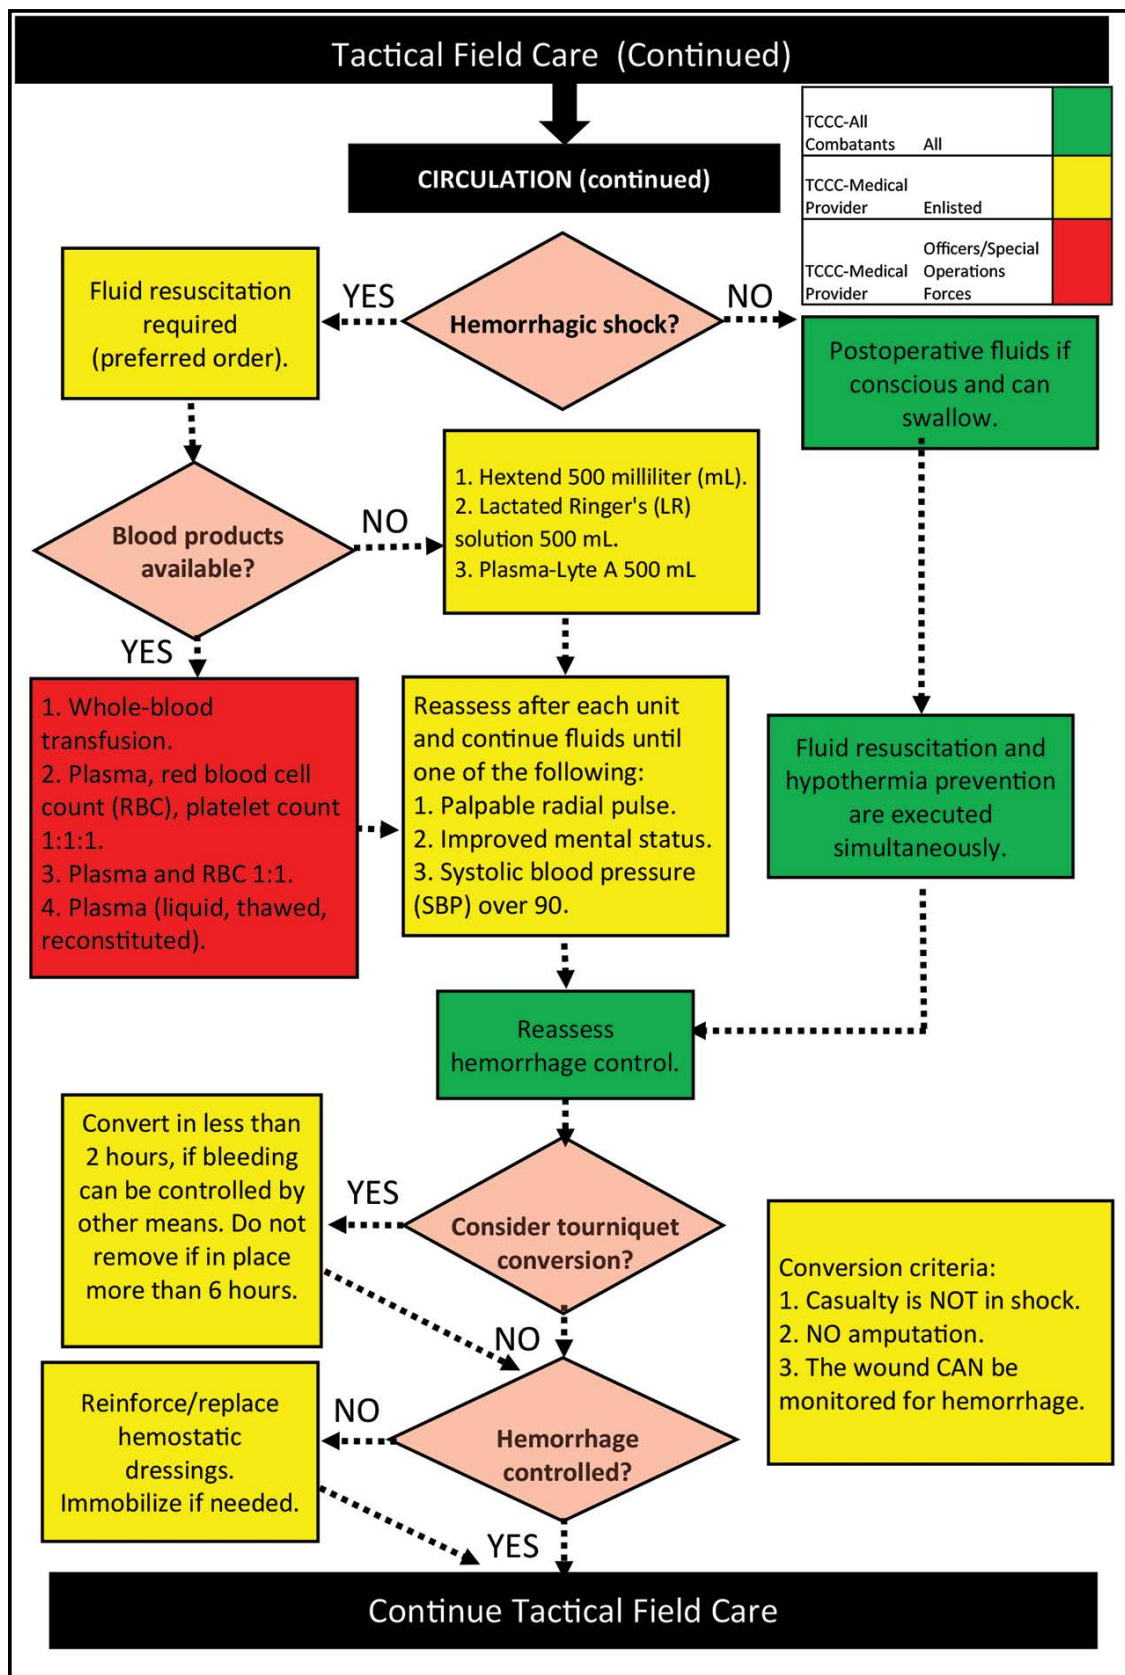 Tactical Field Care (Continued)
TCCC-All
Combatants All
TCCC-Medical
Provider Enlisted
Officers/Special
TCCC-Medical Operations
Provider Forces
CIRCULATION (continued)
Hemorrhagic shock?
YES
NO
Fluid resuscitation
required
(preferred order).
Postoperative fluids if
conscious and can
swallow.
Blood products
available?
NO
YES
1. Hextend 500 milliliter (mL).
2. Lactated Ringer's (LR)
solution 500 mL.
3. Plasma-Lyte A 500 mL
1. Whole-blood
transfusion.
2. Plasma, red blood cell
count (RBC), platelet count
1:1:1.
3. Plasma and RBC 1:1.
4. Plasma (liquid, thawed,
reconstituted).
Reassess after each unit
and continue fluids until
one of the following:
1. Palpable radial pulse.
2. Improved mental status.
3. Systolic blood pressure
(SBP) over 90.
Fluid resuscitation and
hypothermia prevention
are executed
simultaneously.
Reassess
hemorrhage control.
Consider tourniquet
conversion?
YES
NO
Convert in less than
2 hours, if bleeding
can be controlled by
other means. Do not
remove if in place
more than 6 hours.
Conversion criteria:
1. Casualty is NOT in shock.
2. NO amputation.
3. The wound CAN be
monitored for hemorrhage.
Hemorrhage
controlled?
NO
YES
Reinforce/replace
hemostatic
dressings.
Immobilize if needed.
Continue Tactical Field Care